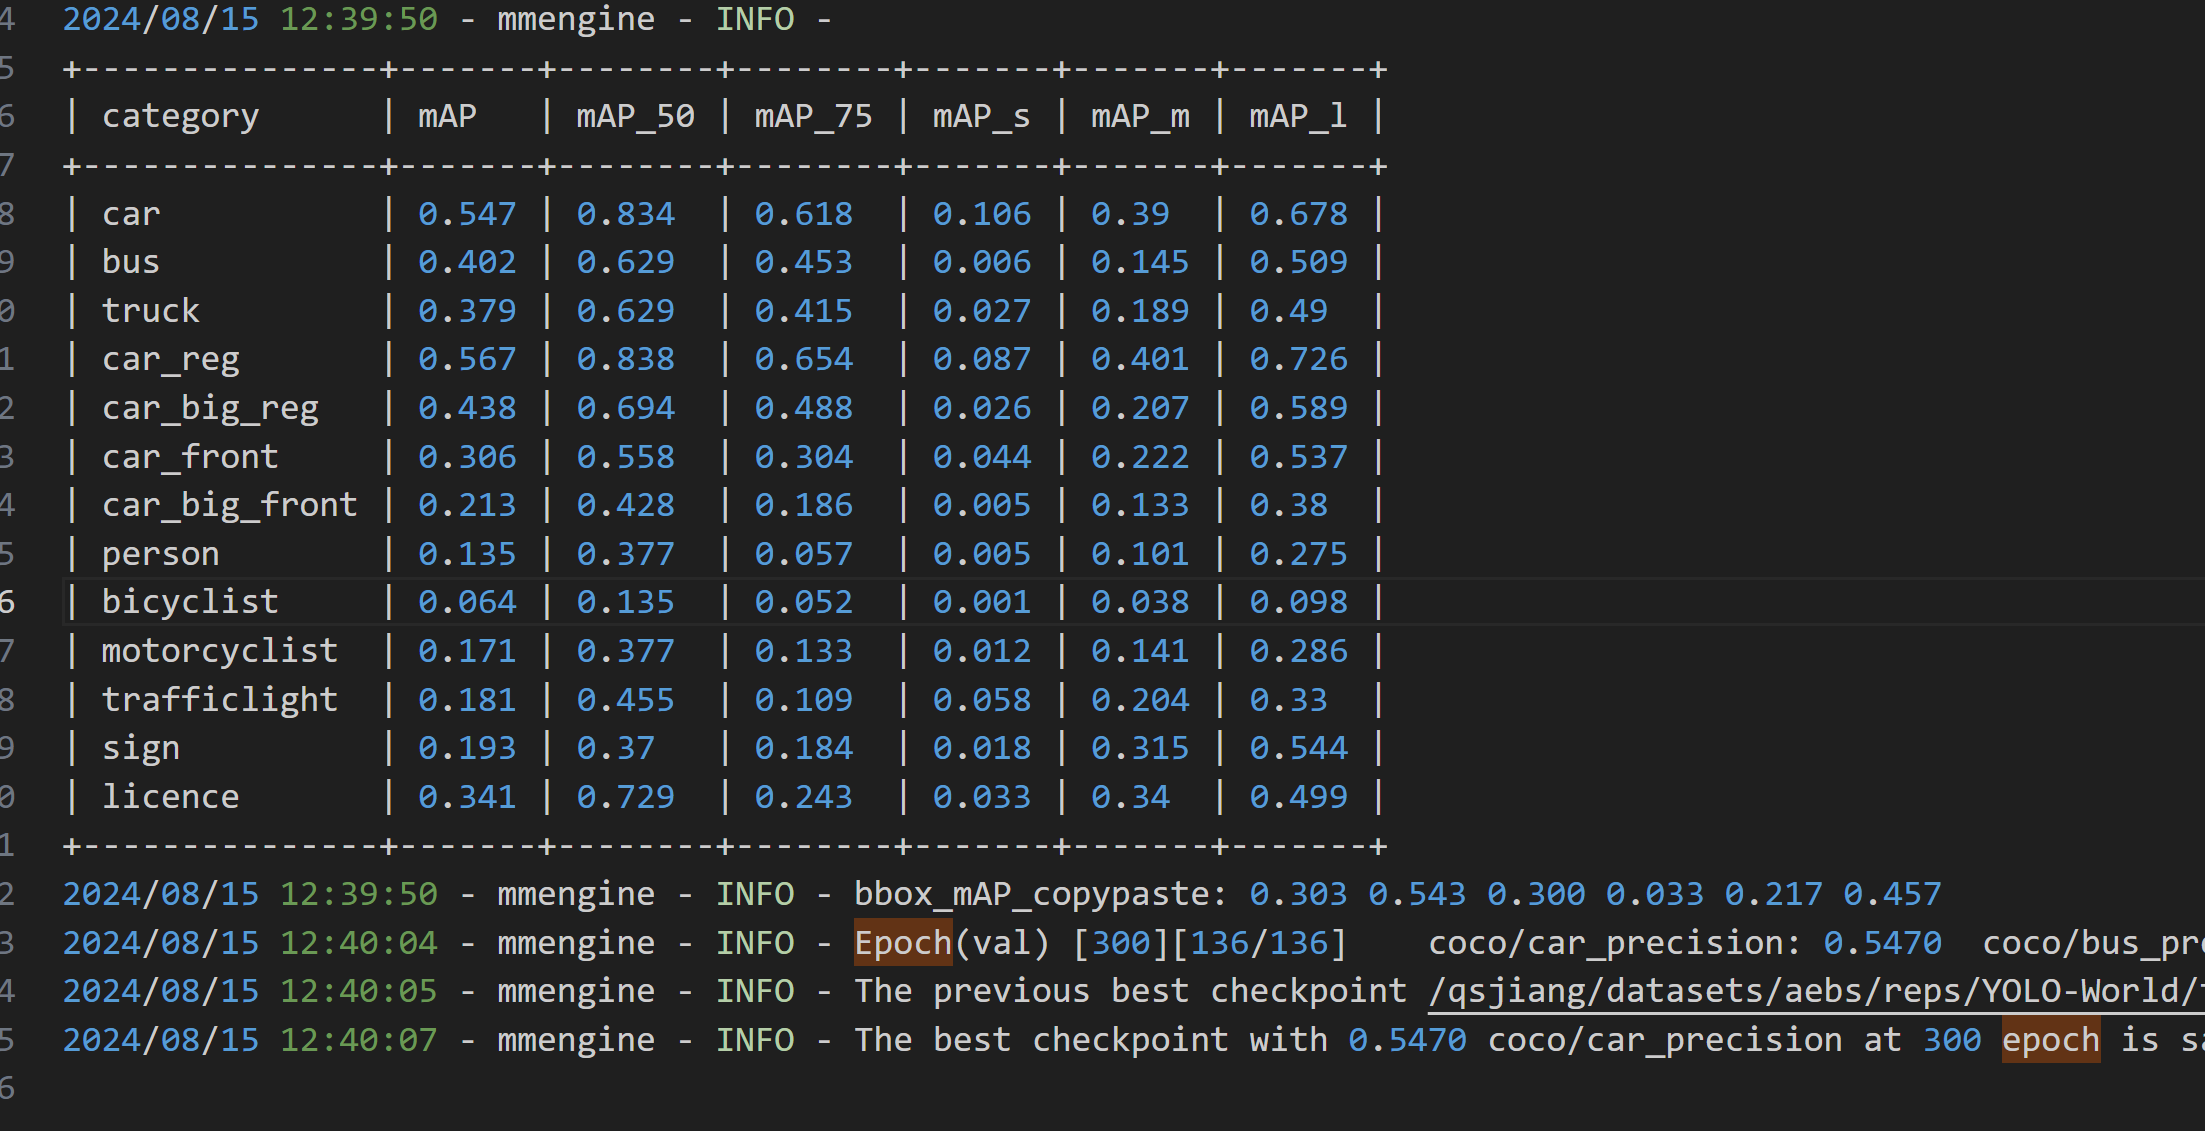 4 2024/08/15 12:39:50 - mmengine - INFO -
5 +---------------+-------+--------+--------+-------+-------+-------+
6 | category      | mAP   | mAP_50 | mAP_75 | mAP_s | mAP_m | mAP_l |
7 +---------------+-------+--------+--------+-------+-------+-------+
8 | car           | 0.547 | 0.834  | 0.618  | 0.106 | 0.39  | 0.678 |
9 | bus           | 0.402 | 0.629  | 0.453  | 0.006 | 0.145 | 0.509 |
0 | truck         | 0.379 | 0.629  | 0.415  | 0.027 | 0.189 | 0.49  |
1 | car_reg       | 0.567 | 0.838  | 0.654  | 0.087 | 0.401 | 0.726 |
2 | car_big_reg   | 0.438 | 0.694  | 0.488  | 0.026 | 0.207 | 0.589 |
3 | car_front     | 0.306 | 0.558  | 0.304  | 0.044 | 0.222 | 0.537 |
4 | car_big_front | 0.213 | 0.428  | 0.186  | 0.005 | 0.133 | 0.38  |
5 | person        | 0.135 | 0.377  | 0.057  | 0.005 | 0.101 | 0.275 |
6 | bicyclist     | 0.064 | 0.135  | 0.052  | 0.001 | 0.038 | 0.098 |
7 | motorcyclist  | 0.171 | 0.377  | 0.133  | 0.012 | 0.141 | 0.286 |
8 | trafficlight  | 0.181 | 0.455  | 0.109  | 0.058 | 0.204 | 0.33  |
9 | sign          | 0.193 | 0.37   | 0.184  | 0.018 | 0.315 | 0.544 |
0 | licence       | 0.341 | 0.729  | 0.243  | 0.033 | 0.34  | 0.499 |
1 +---------------+-------+--------+--------+-------+-------+-------+
2 2024/08/15 12:39:50 - mmengine - INFO - bbox_mAP_copypaste: 0.303 0.543 0.300 0.033 0.217 0.457
3 2024/08/15 12:40:04 - mmengine - INFO - Epoch(val) [300][136/136]    coco/car_precision: 0.5470  coco/bus_pre
4 2024/08/15 12:40:05 - mmengine - INFO - The previous best checkpoint /qsjiang/datasets/aebs/reps/YOLO-World/
5 2024/08/15 12:40:07 - mmengine - INFO - The best checkpoint with 0.5470 coco/car_precision at 300 epoch is sa
6